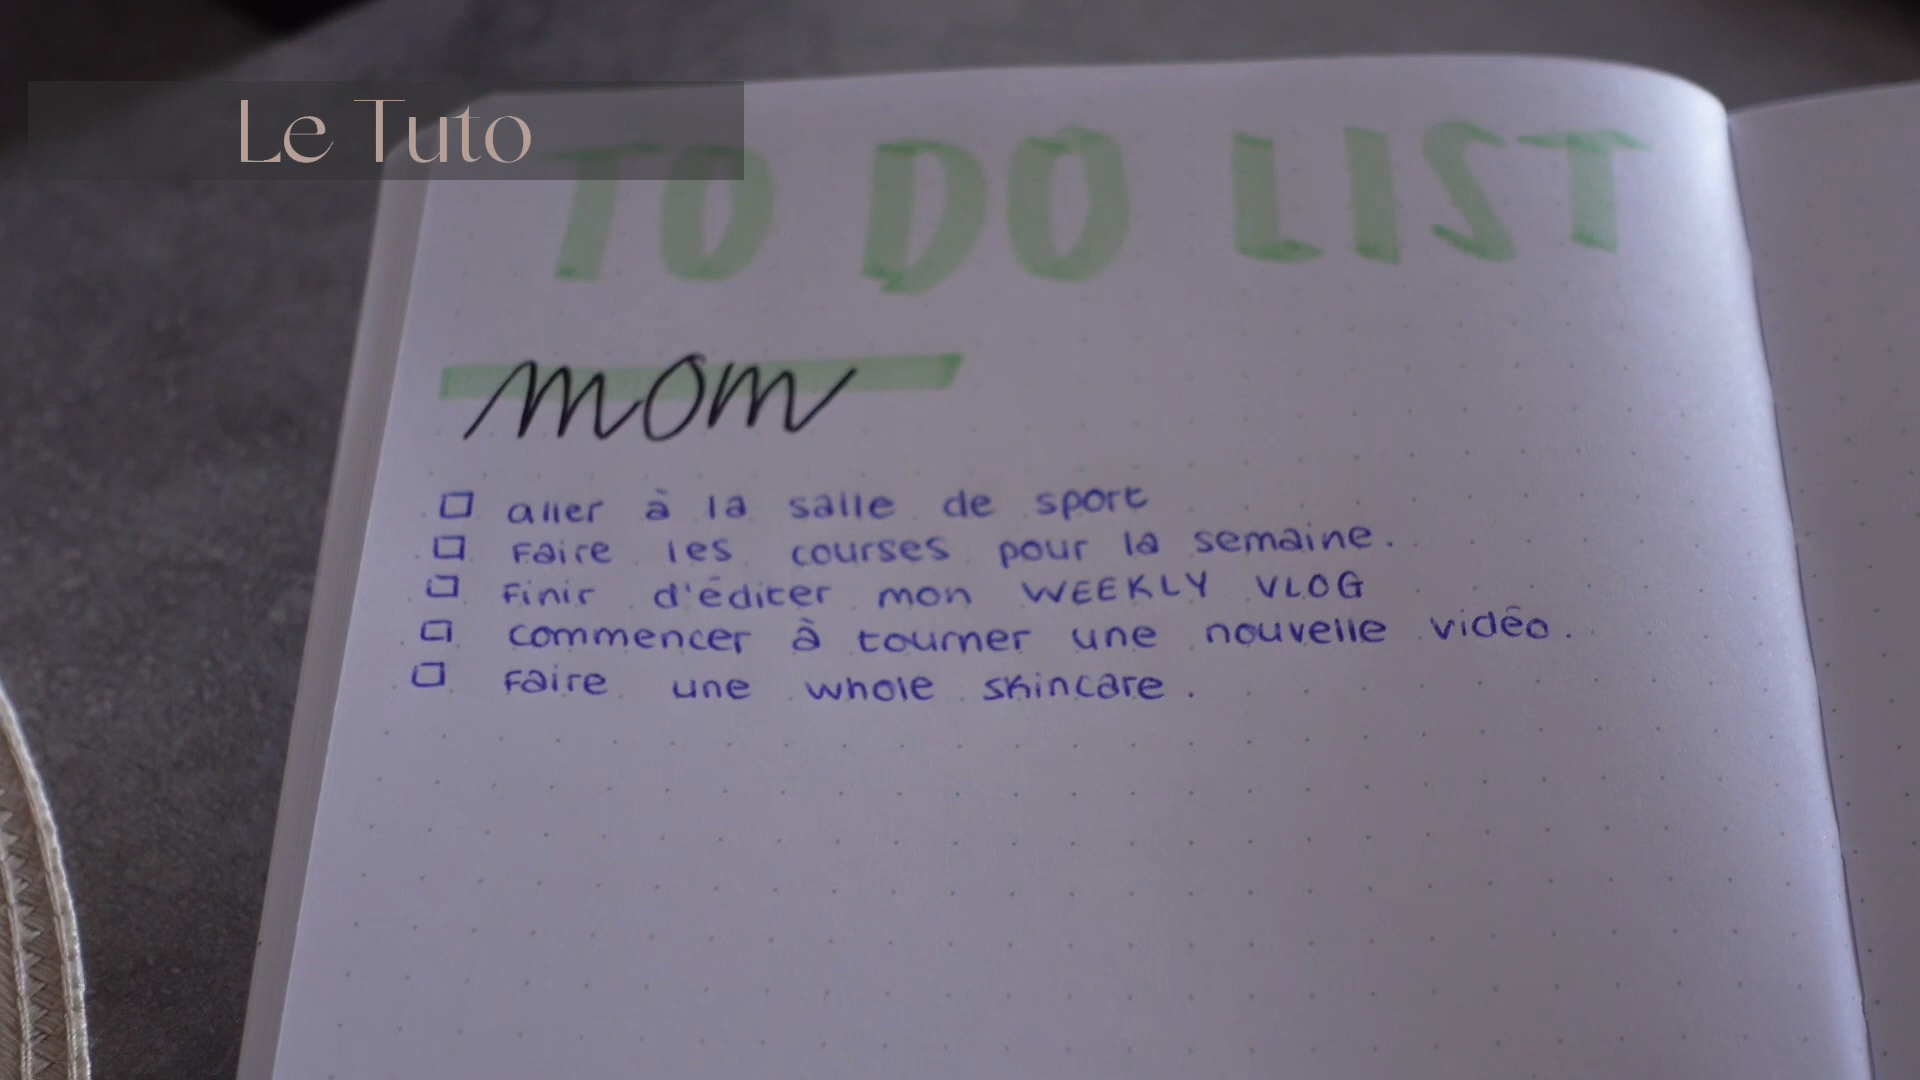 Le Tuto
TO DO LIST
mom
aller à la salle de sport
Faire les courses pour la semaine.
Finir d'éditer mon WEEKLY VLOG
commencer à tourner une nouvelle vidéo.
Faire une whole skincare.